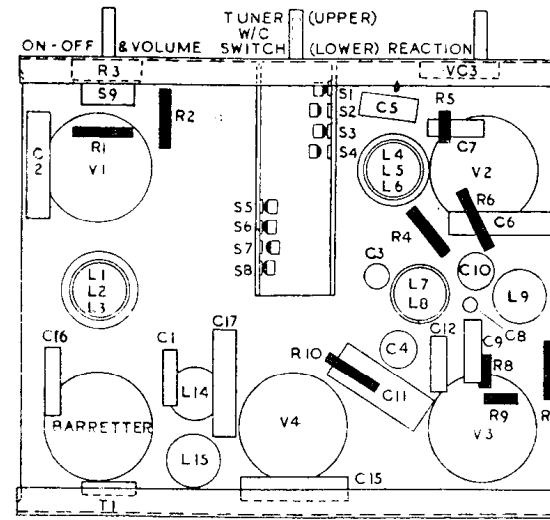 TUNER (UPPER)
W/C
ON-OFF & VOLUME SWITCH (LOWER) REACTION
R3
VC3
S9
R2
S1
S2
S3
S4
C5
R5
C7
C2
R1
V1
L4
L5
L6
V2
R6
C6
S5
S6
S7
S8
R4
L1
L2
L3
C3
C10
L7
L8
L9
C8
C16
C1
C17
C4
C12
C9
R10
R8
L14
C11
R9
R
BARRETTER
V4
V3
L15
C15
T1